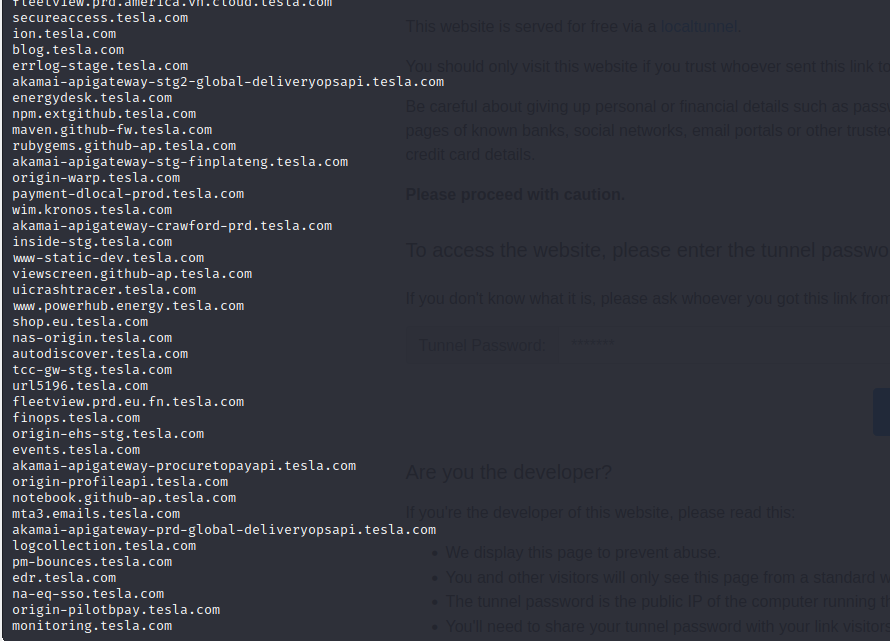 fleetview.prd.america.vn.cloud.tesla.com
secureaccess.tesla.com
ion.tesla.com
blog.tesla.com
errlog-stage.tesla.com
akamai-apigateway-stg2-global-deliveryopsapi.tesla.com
energydesk.tesla.com
npm.extgithub.tesla.com
maven.github-fw.tesla.com
rubygems.github-ap.tesla.com
akamai-apigateway-stg-finplateng.tesla.com
origin-warp.tesla.com
payment-dlocal-prod.tesla.com
wim.kronos.tesla.com
akamai-apigateway-crawford-prd.tesla.com
inside-stg.tesla.com
www-static-dev.tesla.com
viewscreen.github-ap.tesla.com
uicrashtracer.tesla.com
www.powerhub.energy.tesla.com
shop.eu.tesla.com
nas-origin.tesla.com
autodiscover.tesla.com
tcc-gw-stg.tesla.com
url5196.tesla.com
fleetview.prd.eu.fn.tesla.com
finops.tesla.com
origin-ehs-stg.tesla.com
events.tesla.com
akamai-apigateway-procuretopayapi.tesla.com
origin-profileapi.tesla.com
notebook.github-ap.tesla.com
mta3.emails.tesla.com
akamai-apigateway-prd-global-deliveryopsapi.tesla.com
logcollection.tesla.com
pm-bounces.tesla.com
edr.tesla.com
na-eq-sso.tesla.com
origin-pilotbpay.tesla.com
monitoring.tesla.com
This website is served for free via a localtunnel.
You should only visit this website if you trust whoever sent this link to
Be careful about giving up personal or financial details such as pass
pages of known banks, social networks, email portals or other truste
credit card details.
Please proceed with caution.
To access the website, please enter the tunnel passwo
If you don't know what it is, please ask whoever you got this link from
Tunnel Password:
Are you the developer?
If you're the developer of this website, please read this:
• We display this page to prevent abuse.
• You and other visitors will only see this page from a standard w
• The tunnel password is the public IP of the computer running th
• You'll need to share your tunnel password with your link visitor